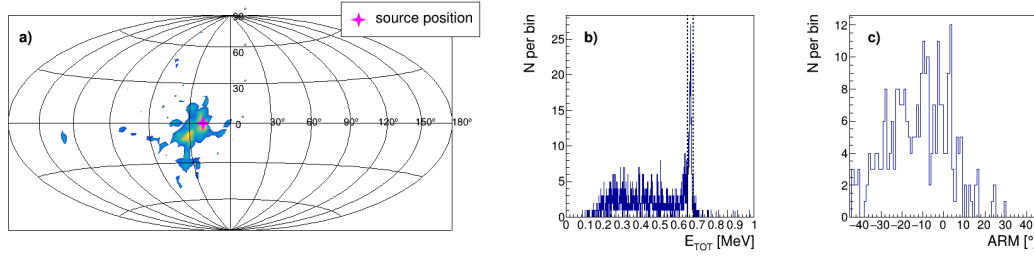 source position
a)
90°
60°
30°
0°
30° 60° 90° 120° 150° 180°
b)
N per bin
25
20
15
10
5
0
0 0.1 0.2 0.3 0.4 0.5 0.6 0.7 0.8 0.9 1
E_TOT [MeV]
c)
N per bin
12
10
8
6
4
2
0
−40 −30 −20 −10 0 10 20 30 40
ARM [°]